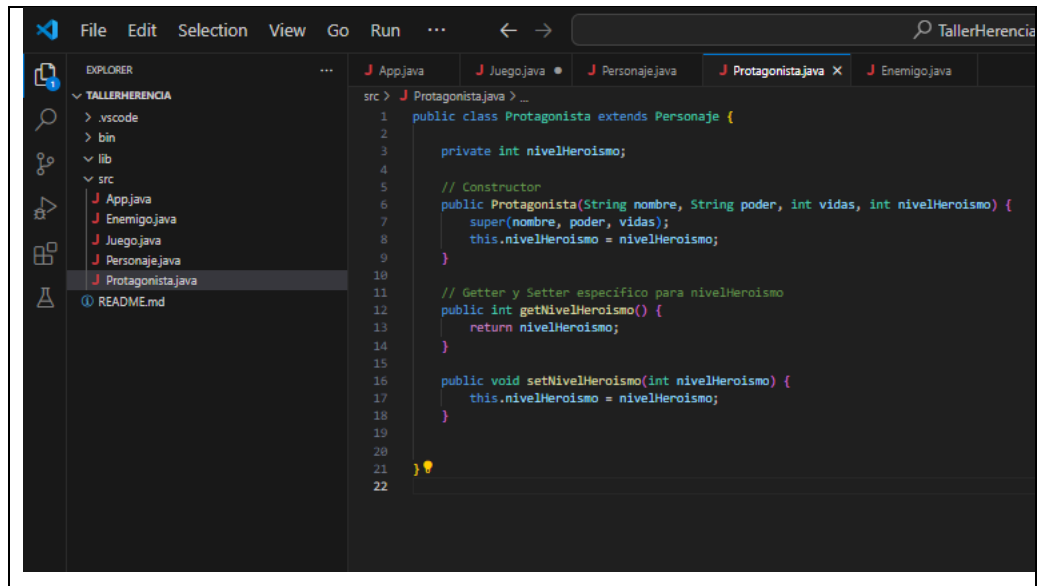 File Edit Selection View Go Run ... TallerHerencia
EXPLORER ...
TALLERHERENCIA
.vscode
bin
lib
src
J App.java
J Enemigo.java
J Juego.java
J Personaje.java
J Protagonista.java
README.md
J App.java J Juego.java J Personaje.java J Protagonista.java J Enemigo.java
src > J Protagonista.java > ...
1 public class Protagonista extends Personaje {
2
3 private int nivelHeroismo;
4
5 // Constructor
6 public Protagonista(String nombre, String poder, int vidas, int nivelHeroismo) {
7 super(nombre, poder, vidas);
8 this.nivelHeroismo = nivelHeroismo;
9 }
10
11 // Getter y Setter específico para nivelHeroismo
12 public int getNivelHeroismo() {
13 return nivelHeroismo;
14 }
15
16 public void setNivelHeroismo(int nivelHeroismo) {
17 this.nivelHeroismo = nivelHeroismo;
18 }
19
20
21 }
22